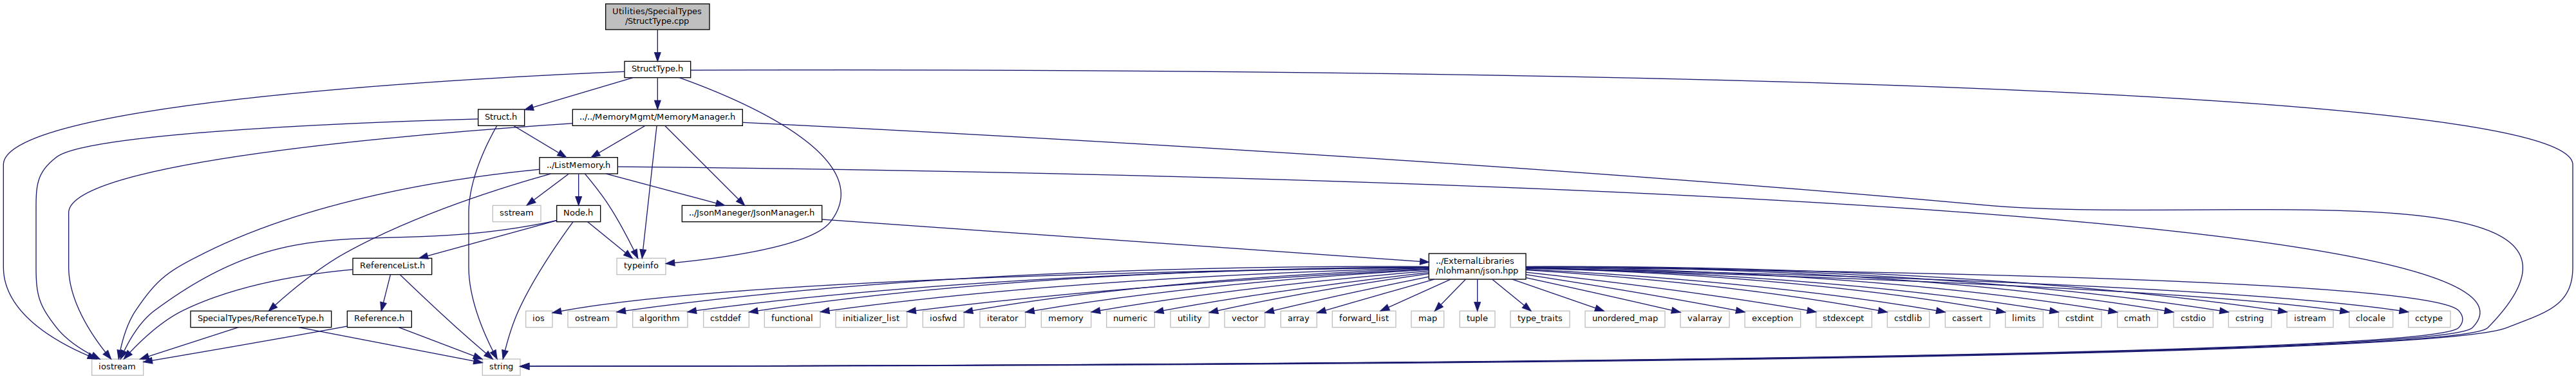 Utilities/SpecialTypes
/StructType.cpp
StructType.h
Struct.h
../../MemoryMgmt/MemoryManager.h
../ListMemory.h
sstream
Node.h
../JsonManeger/JsonManager.h
ReferenceList.h
typeinfo
../ExternalLibraries
/nlohmann/json.hpp
SpecialTypes/ReferenceType.h
Reference.h
ios
ostream
algorithm
cstddef
functional
initializer_list
iosfwd
iterator
memory
numeric
utility
vector
array
forward_list
map
tuple
type_traits
unordered_map
valarray
exception
stdexcept
cstdlib
cassert
limits
cstdint
cmath
cstdio
cstring
istream
clocale
cctype
iostream
string